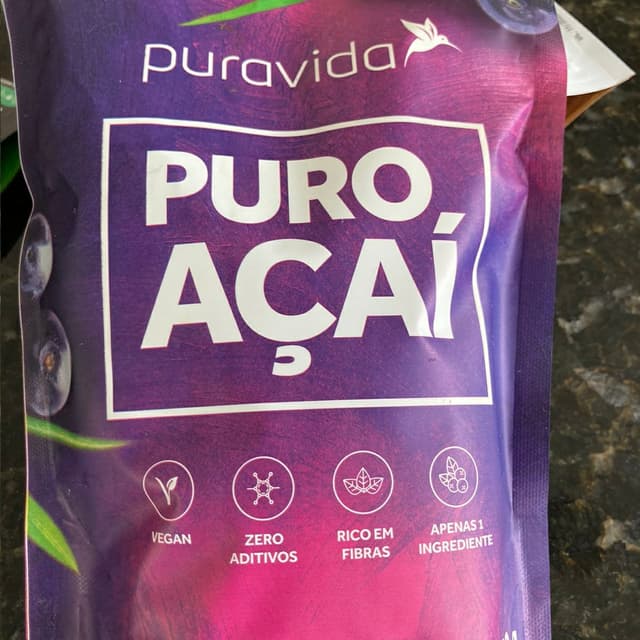 puravida
PURO
AÇAÍ
VEGAN
ZERO
ADITIVOS
RICO EM
FIBRAS
APENAS 1
INGREDIENTE